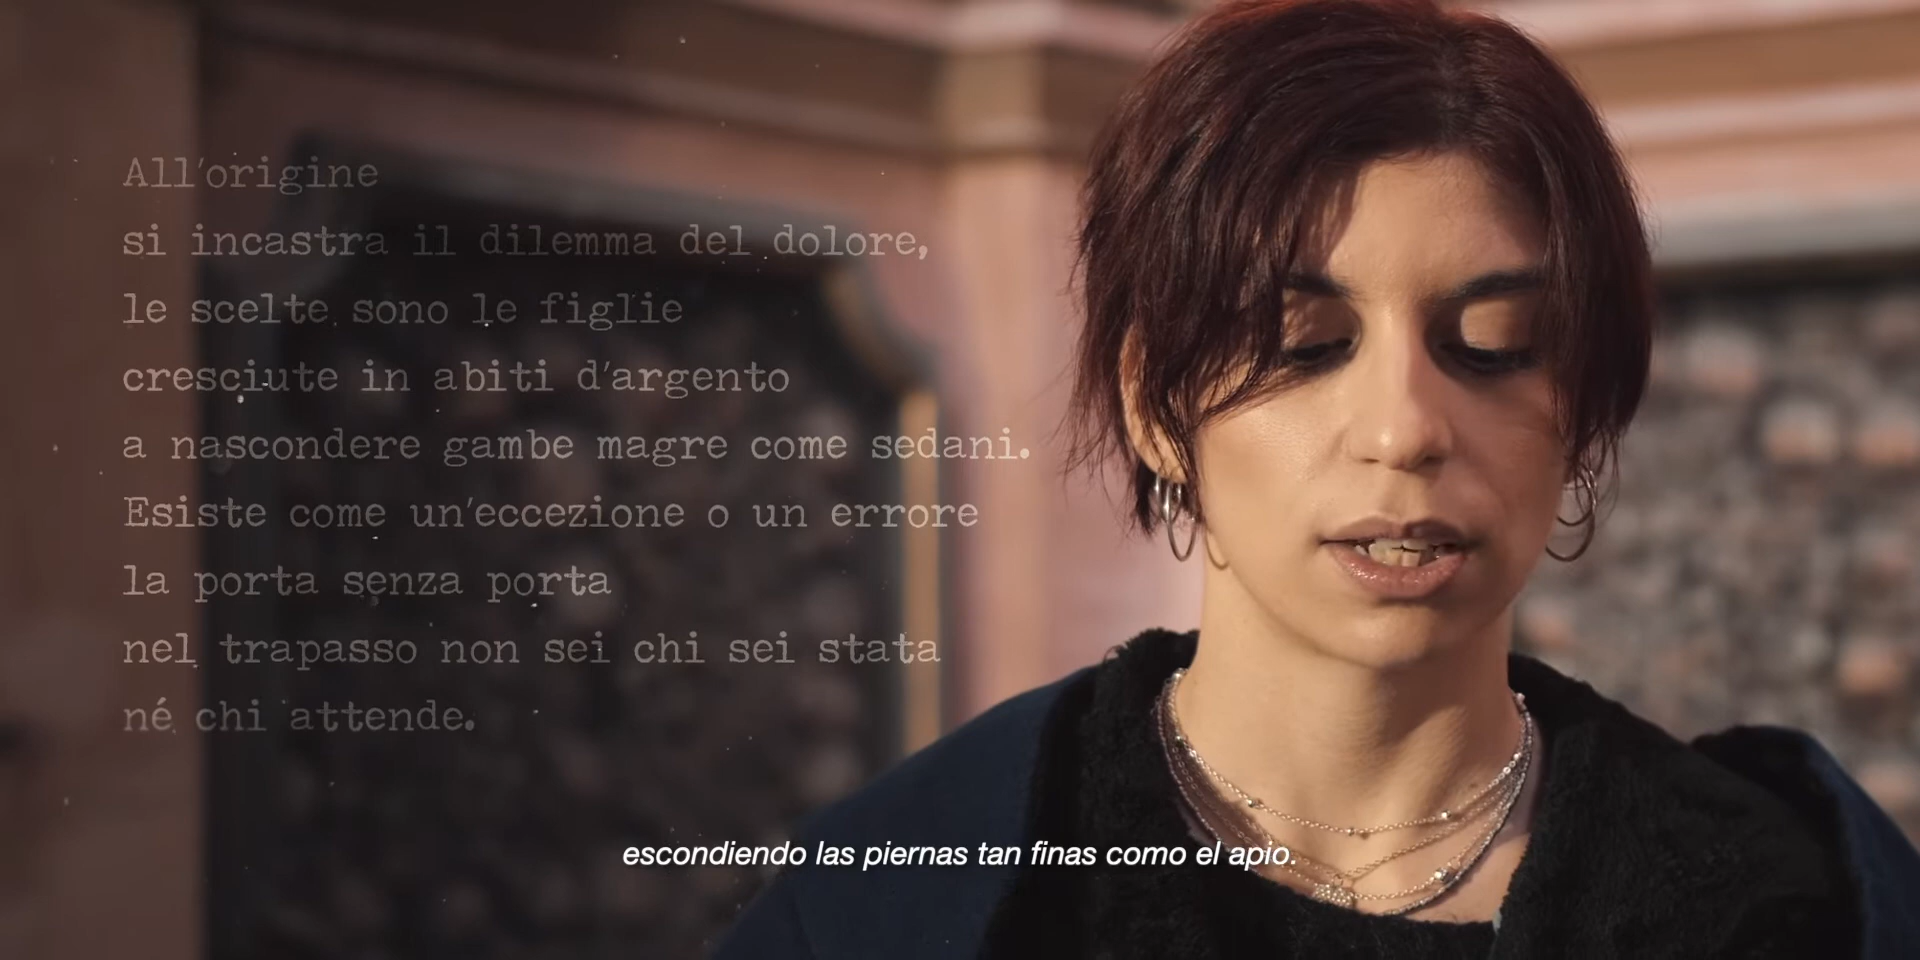 All'origine
si incastra il dilemma del dolore,
le scelte sono le figlie
cresciute in abiti d'argento
a nascondere gambe magre come sedani.
Esiste come un'eccezione o un errore
la porta senza porta
nel trapasso non sei chi sei stata
né chi attende.
escondiendo las piernas tan finas como el apio.